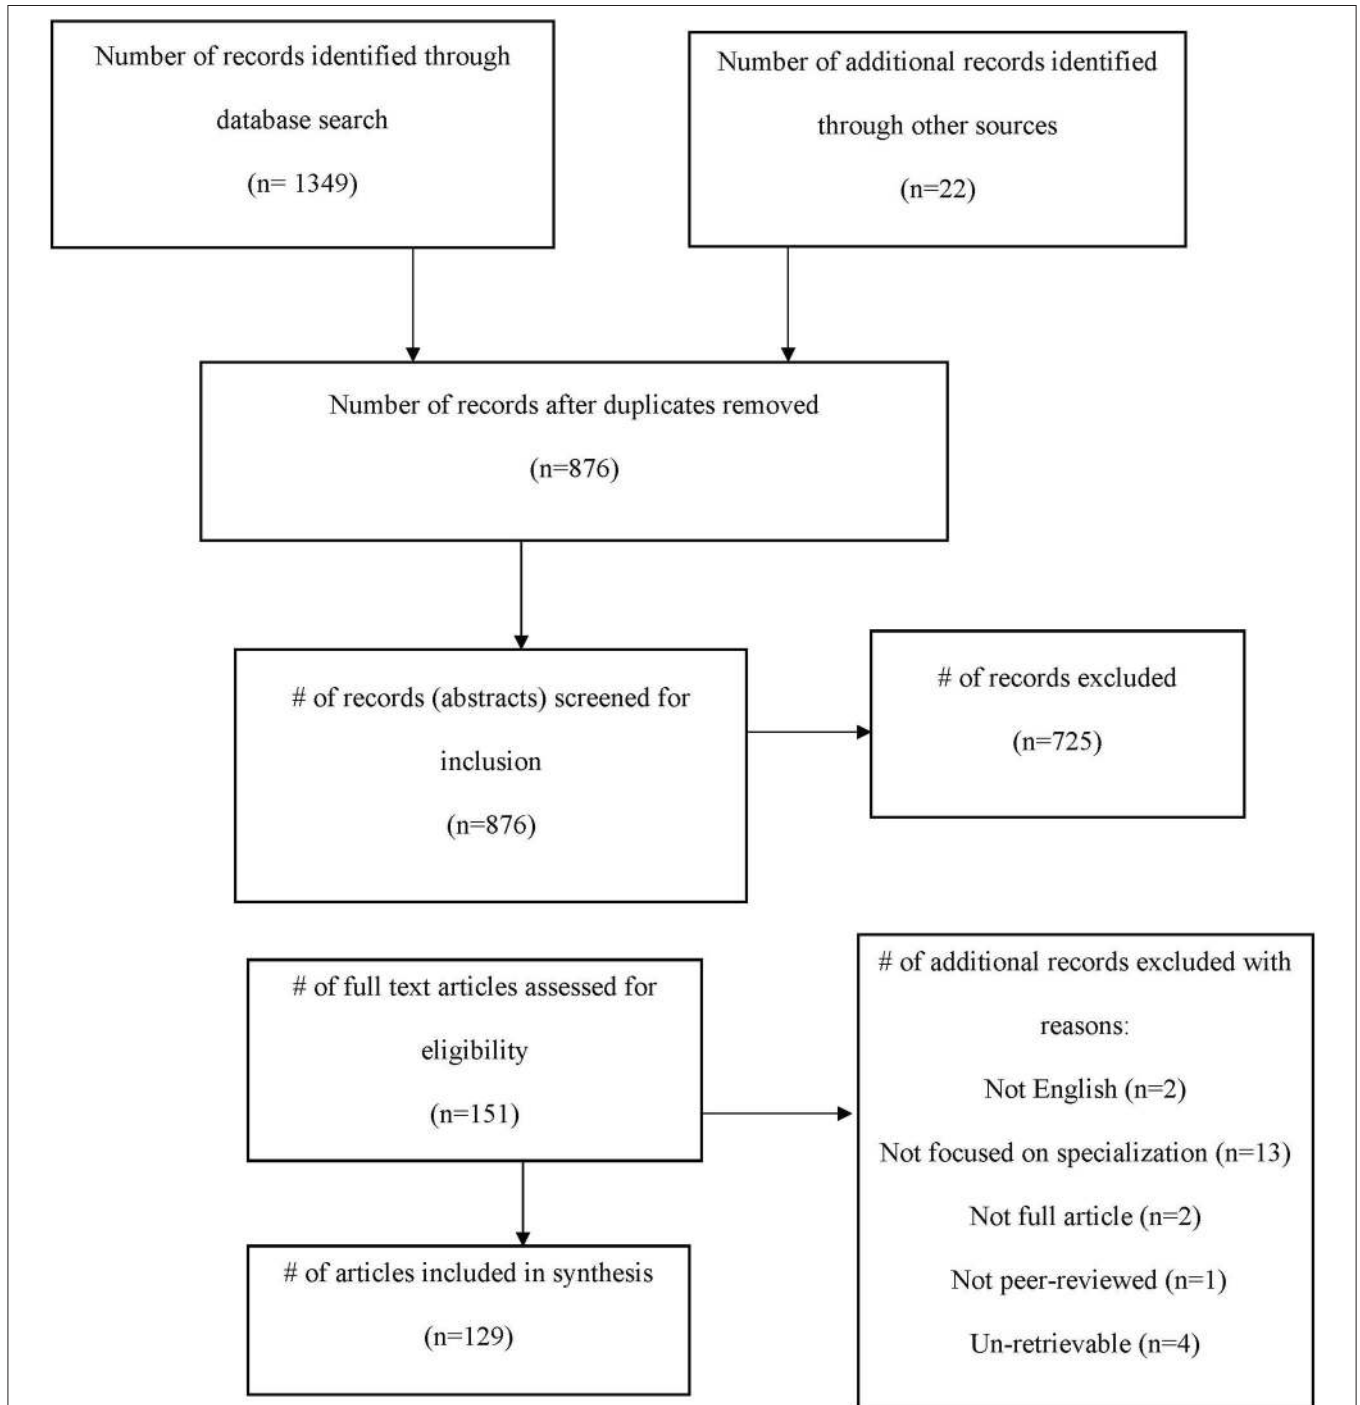 Number of records identified through
database search
(n= 1349)
Number of additional records identified
through other sources
(n=22)
Number of records after duplicates removed
(n=876)
# of records (abstracts) screened for
inclusion
(n=876)
# of records excluded
(n=725)
# of full text articles assessed for
eligibility
(n=151)
# of additional records excluded with
reasons:
Not English (n=2)
Not focused on specialization (n=13)
Not full article (n=2)
Not peer-reviewed (n=1)
Un-retrievable (n=4)
# of articles included in synthesis
(n=129)